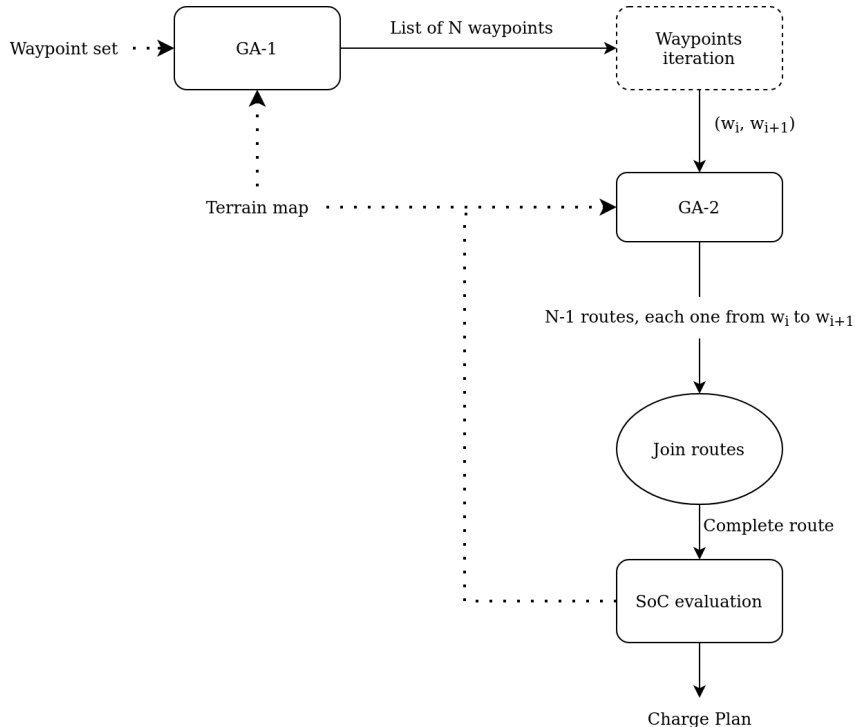 List of N waypoints
Waypoint set
GA-1
Waypoints
iteration
(wi, wi+1)
Terrain map
GA-2
N-1 routes, each one from wi to wi+1
Join routes
Complete route
SoC evaluation
Charge Plan